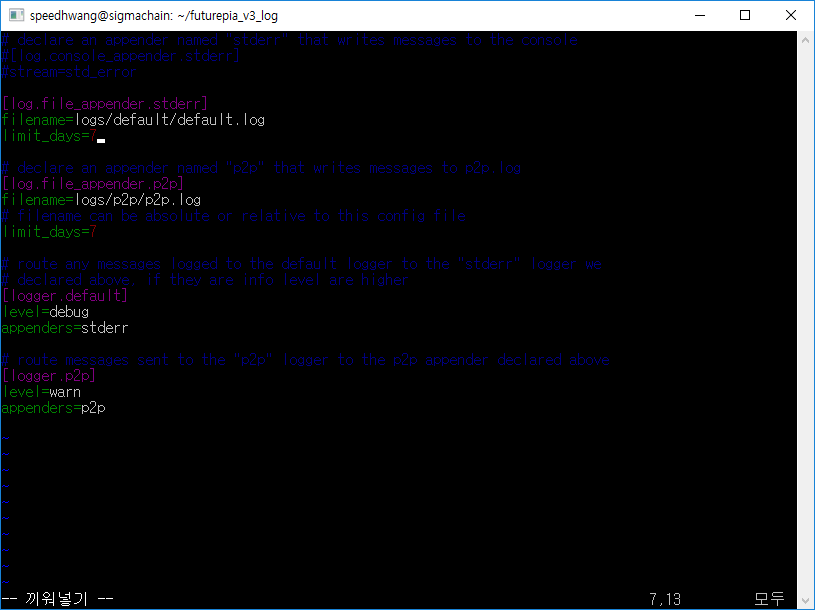 speedhwang@sigmachain: ~/futurepia_v3_log
# declare an appender named "stderr" that writes messages to the console
#[log.console_appender.stderr]
#stream=std_error
[log.file_appender.stderr]
filename=logs/default/default.log
limit_days=7
# declare an appender named "p2p" that writes messages to p2p.log
[log.file_appender.p2p]
filename=logs/p2p/p2p.log
# filename can be absolute or relative to this config file
limit_days=7
# route any messages logged to the default logger to the "stderr" logger we
# declared above, if they are info level are higher
[logger.default]
level=debug
appenders=stderr
# route messages sent to the "p2p" logger to the p2p appender declared above
[logger.p2p]
level=warn
appenders=p2p
~
~
~
~
~
~
~
~
~
~
-- 끼워넣기 -- 7,13 모두